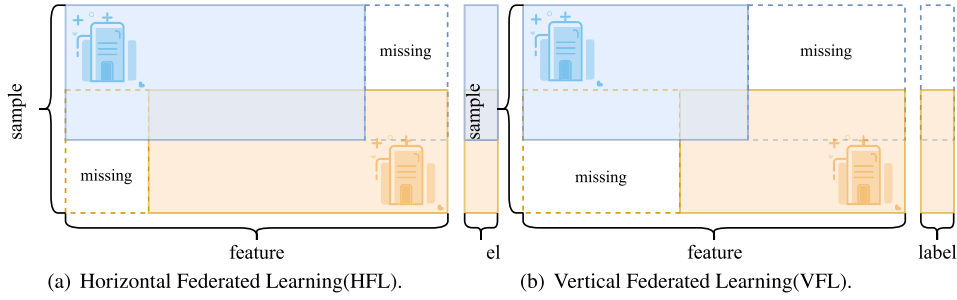 missing
sample
missing
feature
el
(a) Horizontal Federated Learning(HFL).
missing
sample
missing
feature
label
(b) Vertical Federated Learning(VFL).